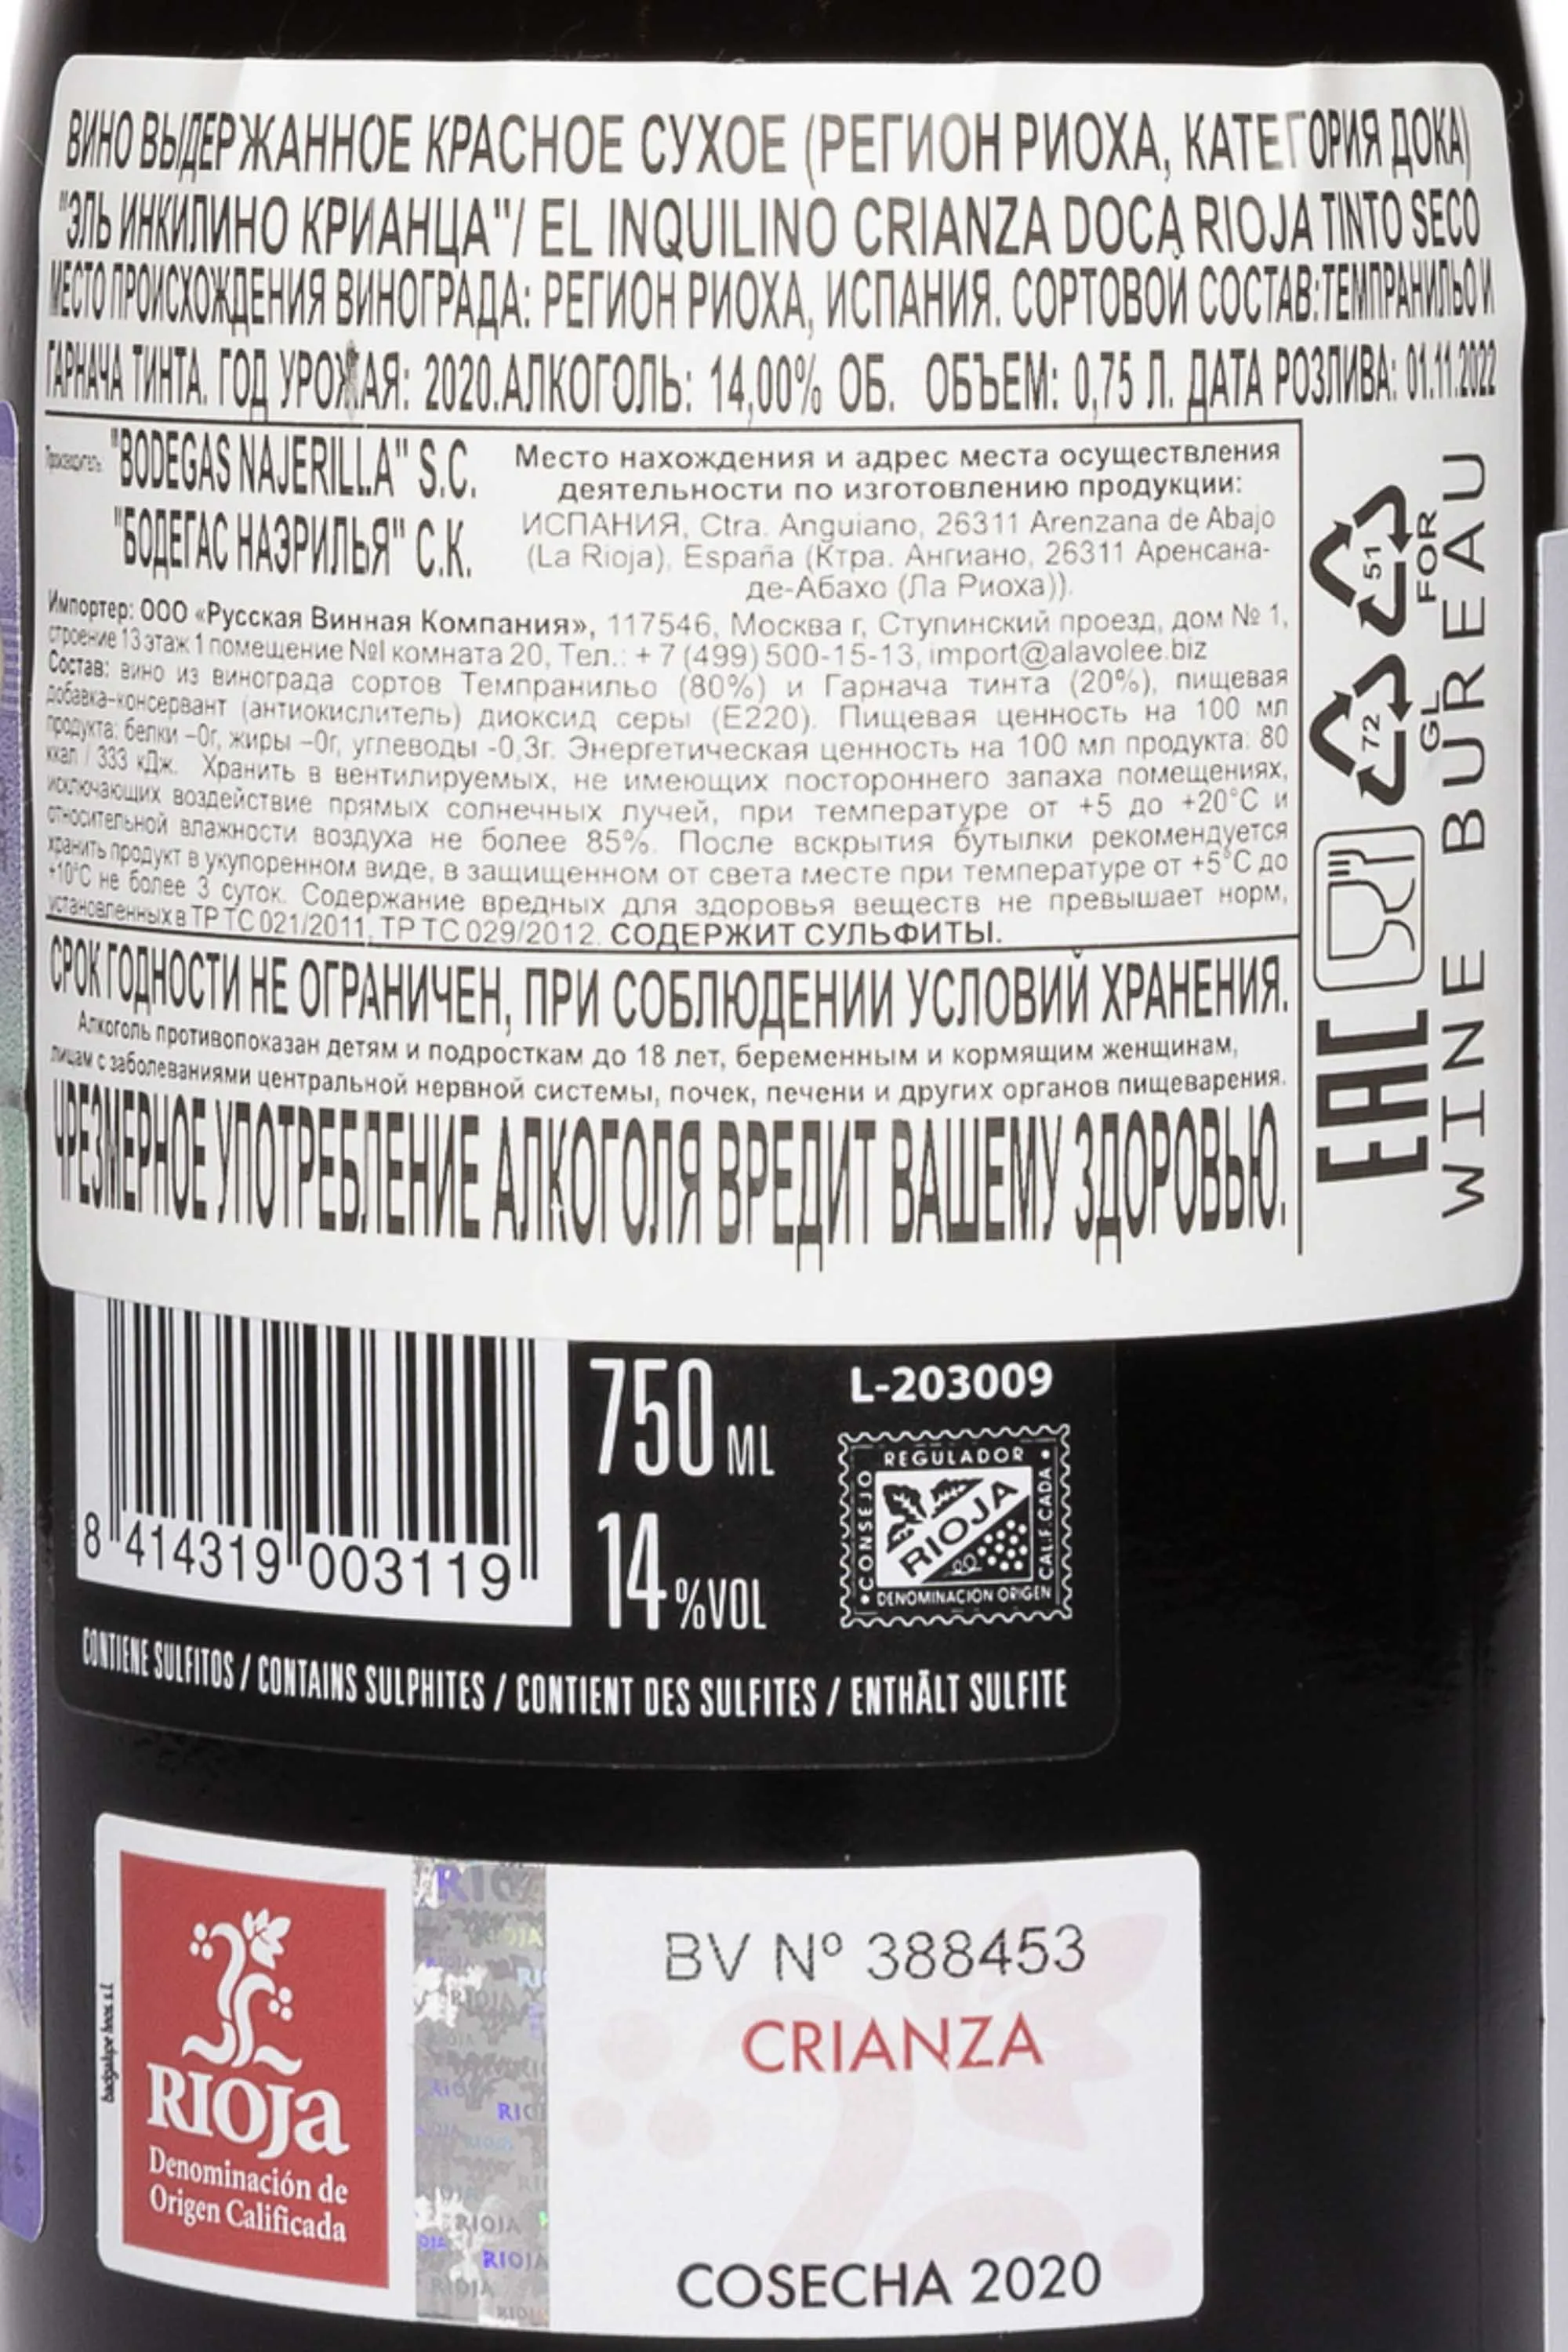 ВИНО ВЫДЕРЖАННОЕ КРАСНОЕ СУХОЕ (РЕГИОН РИОХА, КАТЕГОРИЯ ДОКА)
"ЭЛЬ ИНКИЛИНО КРИАНЦА"/ EL INQUILINO CRIANZA DOCA RIOJA TINTO SECO
МЕСТО ПРОИСХОЖДЕНИЯ ВИНОГРАДА: РЕГИОН РИОХА, ИСПАНИЯ. СОРТОВОЙ СОСТАВ:ТЕМПРАНИЛЬО И
ГАРНАЧА ТИНТА. ГОД УРОЖАЯ: 2020.АЛКОГОЛЬ: 14,00% ОБ. ОБЪЕМ: 0,75 Л. ДАТА РОЗЛИВА: 01.11.2022
Производитель: "BODEGAS NAJERILLA" S.C.
"БОДЕГАС НАЭРИЛЬЯ" С.К.
Место нахождения и адрес места осуществления
деятельности по изготовлению продукции:
ИСПАНИЯ, Ctra. Anguiano, 26311 Arenzana de Abajo
(La Rioja), España (Ктра. Ангиано, 26311 Аренсана-
де-Абахо (Ла Риоха)).
Импортер: ООО «Русская Винная Компания», 117546, Москва г, Ступинский проезд, дом № 1,
строение 13 этаж 1 помещение №I комната 20, Тел.: + 7 (499) 500-15-13, import@alavolee.biz
Состав: вино из винограда сортов Темпранильо (80%) и Гарнача тинта (20%), пищевая
добавка-консервант (антиокислитель) диоксид серы (Е220). Пищевая ценность на 100 мл
продукта: белки –0г, жиры –0г, углеводы -0,3г. Энергетическая ценность на 100 мл продукта: 80
ккал / 333 кДж. Хранить в вентилируемых, не имеющих постороннего запаха помещениях,
исключающих воздействие прямых солнечных лучей, при температуре от +5 до +20°С и
относительной влажности воздуха не более 85%. После вскрытия бутылки рекомендуется
хранить продукт в укупоренном виде, в защищенном от света месте при температуре от +5°С до
+10°С не более 3 суток. Содержание вредных для здоровья веществ не превышает норм,
установленных в ТР ТС 021/2011, ТР ТС 029/2012. СОДЕРЖИТ СУЛЬФИТЫ.
СРОК ГОДНОСТИ НЕ ОГРАНИЧЕН, ПРИ СОБЛЮДЕНИИ УСЛОВИЙ ХРАНЕНИЯ.
Алкоголь противопоказан детям и подросткам до 18 лет, беременным и кормящим женщинам,
лицам с заболеваниями центральной нервной системы, почек, печени и других органов пищеварения.
ЧРЕЗМЕРНОЕ УПОТРЕБЛЕНИЕ АЛКОГОЛЯ ВРЕДИТ ВАШЕМУ ЗДОРОВЬЮ.
51
FOR
72
GL
EAC
WINE BUREAU
8 414319 003119
750 ML
14 %VOL
L-203009
CONSEJO REGULADOR
RIOJA
CALIFICADA
DENOMINACION ORIGEN
CONTIENE SULFITOS / CONTAINS SULPHITES / CONTIENT DES SULFITES / ENTHÄLT SULFITE
RIOJa
Denominación de
Origen Calificada
BV Nº 388453
CRIANZA
COSECHA 2020